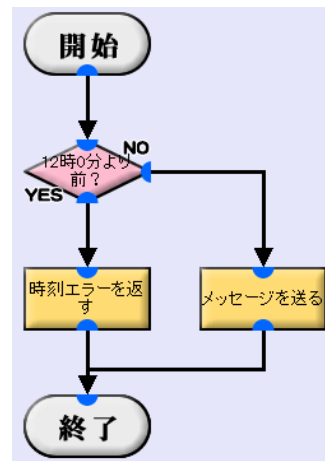 開始
12時0分より
前？
NO
YES
時刻エラーを返
す
メッセージを送る
終了